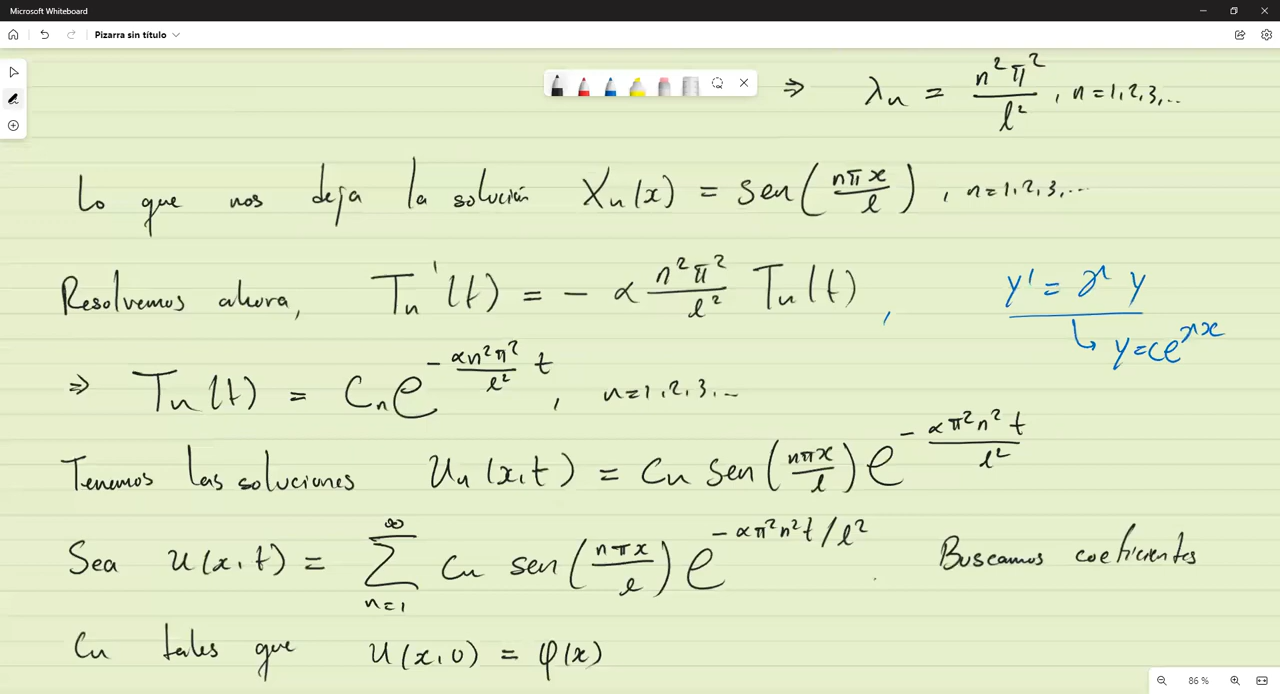 Microsoft Whiteboard
Pizarra sin título
⇒ λn = n²π²/ℓ², n=1,2,3,...
Lo que nos deja la solución Xn(x) = sen(nπx/ℓ), n=1,2,3,...
Resolvemos ahora, Tn'(t) = - α n²π²/ℓ² Tn(t),
y' = λ y
↳ y=ce^λx
⇒ Tn(t) = Cn e^(-αn²π²/ℓ² t), n=1,2,3,...
Tenemos las soluciones Un(x,t) = Cn sen(nπx/ℓ) e^(-απ²n²t/ℓ²)
Sea u(x,t) = ∑_{n=1}^{∞} Cn sen(nπx/ℓ) e^(-απ²n²t/ℓ²) Buscamos coeficientes
Cn tales que u(x,0) = φ(x)
86 %